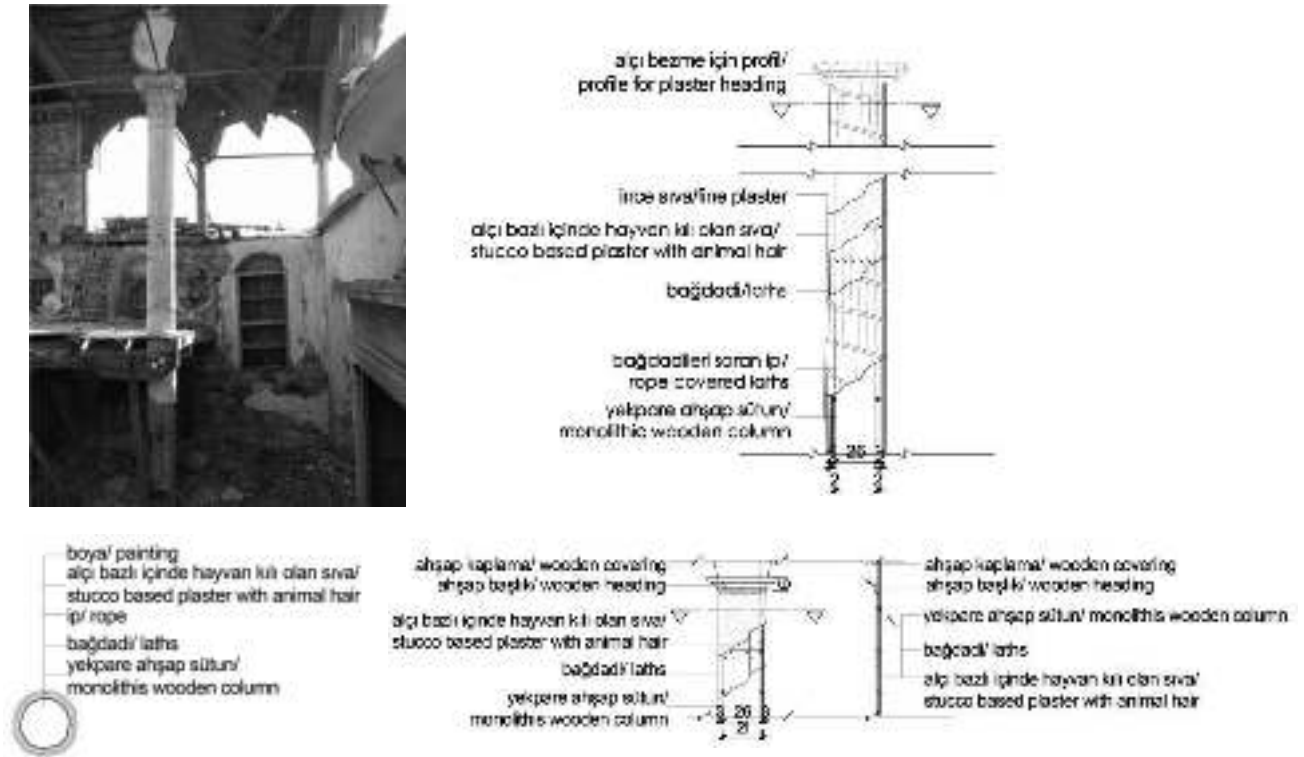 alçı bezme için profil/
profile for plaster heading
ince sıva/fine plaster
alçı bazlı içinde hayvan kılı olan sıva/
stucco based plaster with animal hair
bağdadi/laths
bağdadileri saran ip/
rope covered laths
yekpare ahşap sütun/
monolithic wooden column
26
boya/ painting
alçı bazlı içinde hayvan kılı olan sıva/
stucco based plaster with animal hair
ip/ rope
bağdadi/ laths
yekpare ahşap sütun/
monolithis wooden column
ahşap kaplama/ wooden covering
ahşap başlık/ wooden heading
alçı bazlı içinde hayvan kılı olan sıva/
stucco based plaster with animal hair
bağdadi/ laths
yekpare ahşap sütun/
monolithis wooden column
26
ahşap kaplama/ wooden covering
ahşap başlık/ wooden heading
yekpare ahşap sütun/ monolithis wooden column
bağdadi/ laths
alçı bazlı içinde hayvan kılı olan sıva/
stucco based plaster with animal hair